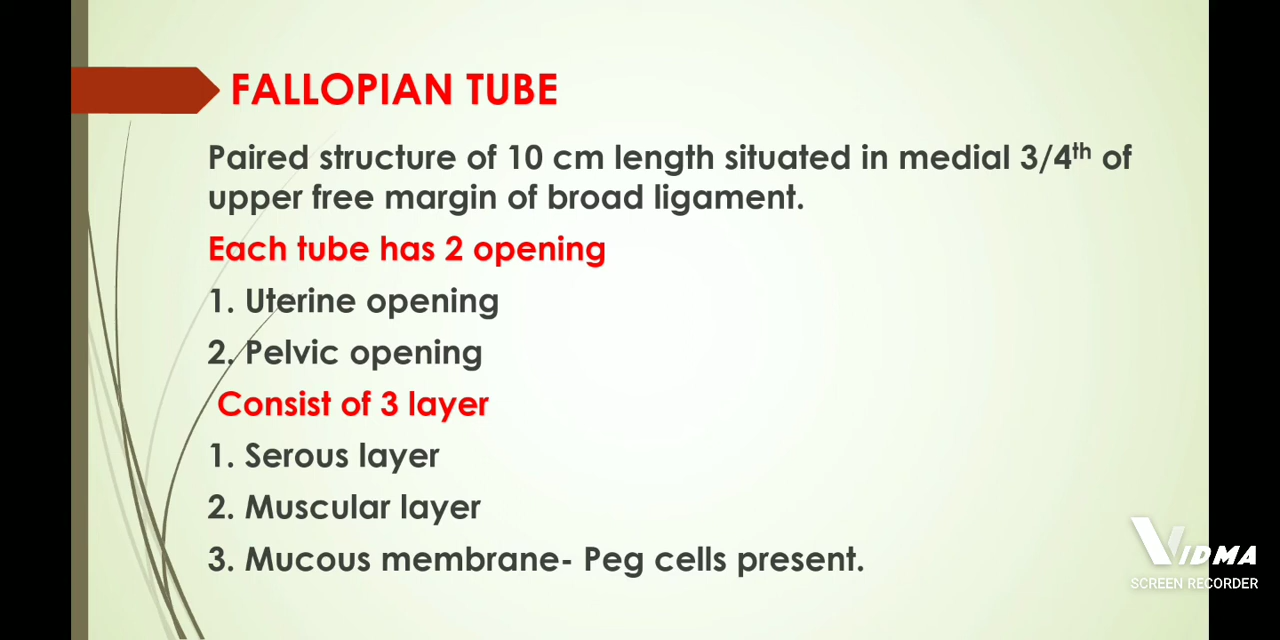 FALLOPIAN TUBE
Paired structure of 10 cm length situated in medial 3/4th of
upper free margin of broad ligament.
Each tube has 2 opening
1. Uterine opening
2. Pelvic opening
Consist of 3 layer
1. Serous layer
2. Muscular layer
3. Mucous membrane- Peg cells present.
VIDMA
SCREEN RECORDER